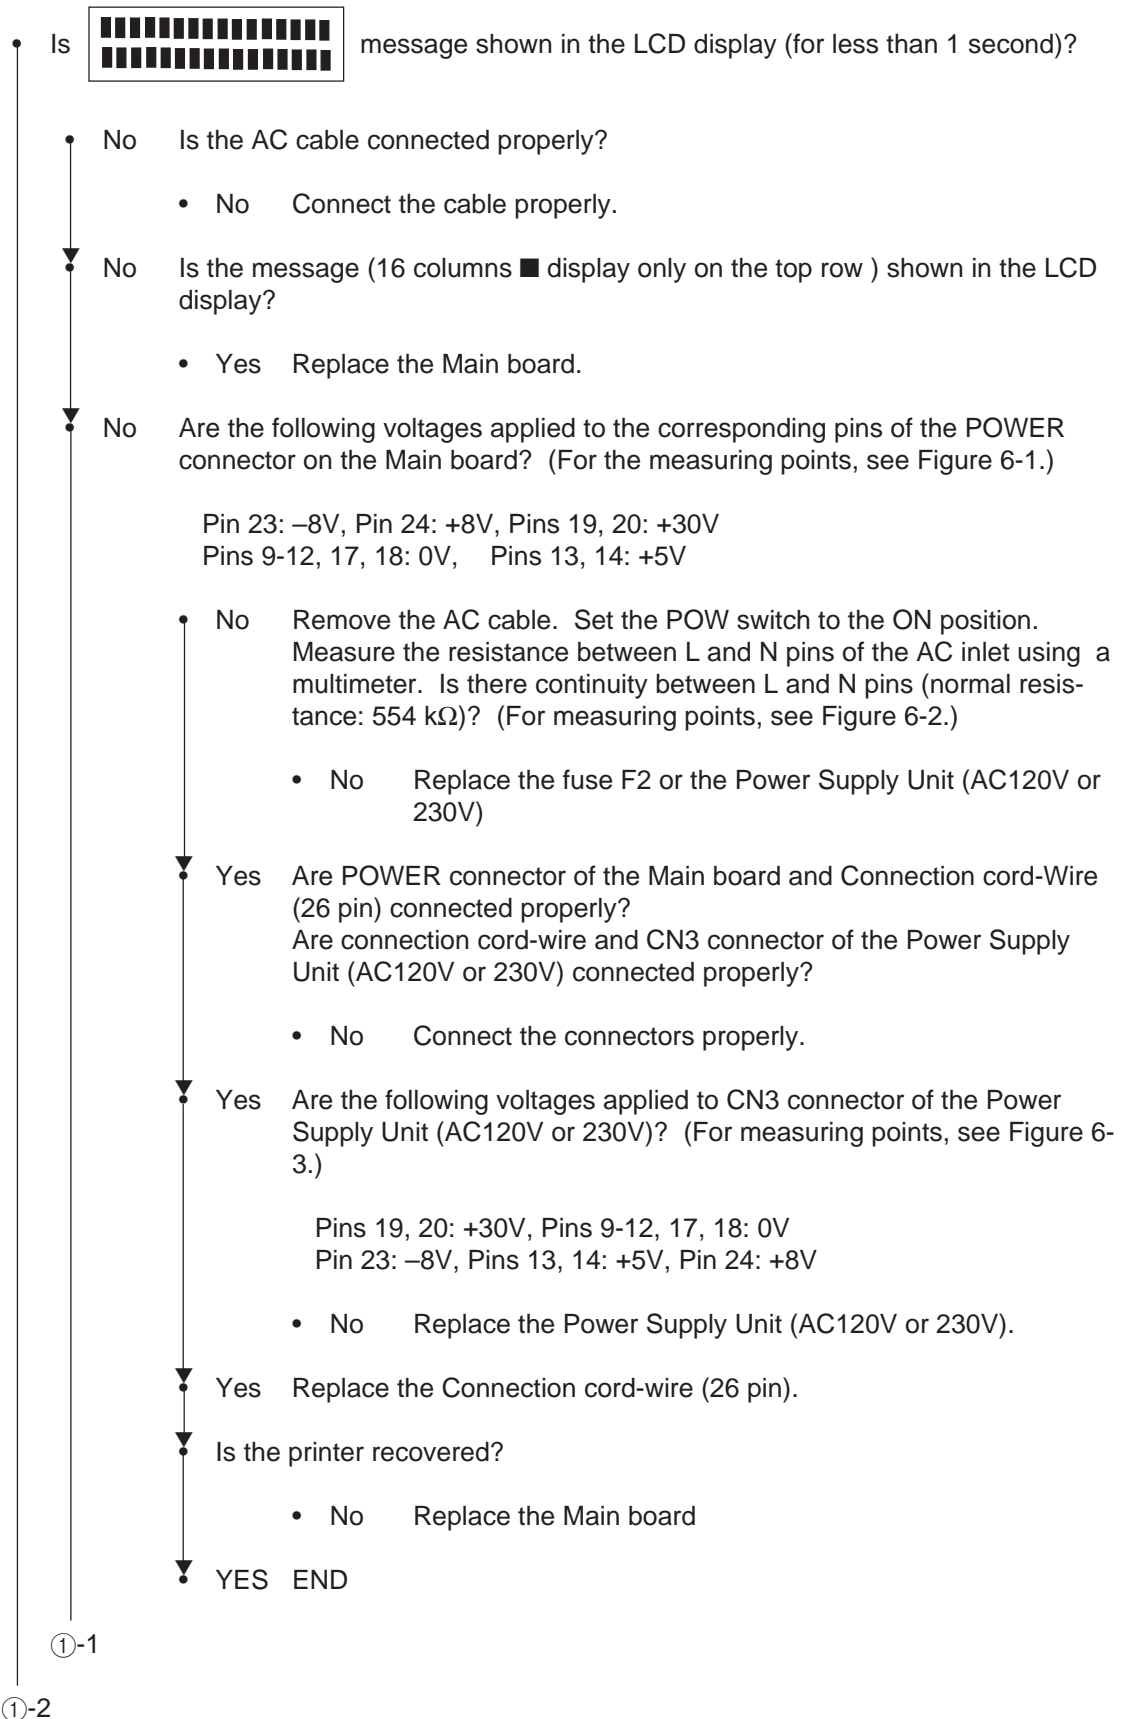 • Is message shown in the LCD display (for less than 1 second)?
• No Is the AC cable connected properly?
• No Connect the cable properly.
• No Is the message (16 columns ■ display only on the top row ) shown in the LCD
display?
• Yes Replace the Main board.
• No Are the following voltages applied to the corresponding pins of the POWER
connector on the Main board? (For the measuring points, see Figure 6-1.)
Pin 23: –8V, Pin 24: +8V, Pins 19, 20: +30V
Pins 9-12, 17, 18: 0V, Pins 13, 14: +5V
• No Remove the AC cable. Set the POW switch to the ON position.
Measure the resistance between L and N pins of the AC inlet using a
multimeter. Is there continuity between L and N pins (normal resis-
tance: 554 kΩ)? (For measuring points, see Figure 6-2.)
• No Replace the fuse F2 or the Power Supply Unit (AC120V or
230V)
• Yes Are POWER connector of the Main board and Connection cord-Wire
(26 pin) connected properly?
Are connection cord-wire and CN3 connector of the Power Supply
Unit (AC120V or 230V) connected properly?
• No Connect the connectors properly.
• Yes Are the following voltages applied to CN3 connector of the Power
Supply Unit (AC120V or 230V)? (For measuring points, see Figure 6-
3.)
Pins 19, 20: +30V, Pins 9-12, 17, 18: 0V
Pin 23: –8V, Pins 13, 14: +5V, Pin 24: +8V
• No Replace the Power Supply Unit (AC120V or 230V).
• Yes Replace the Connection cord-wire (26 pin).
• Is the printer recovered?
• No Replace the Main board
• YES END
①-1
①-2